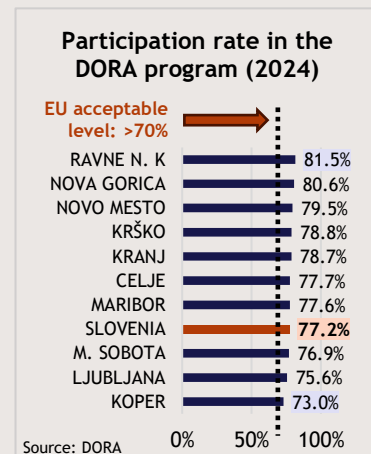 Participation rate in the
DORA program (2024)
EU acceptable
level: >70%
RAVNE N. K 81.5%
NOVA GORICA 80.6%
NOVO MESTO 79.5%
KRŠKO 78.8%
KRANJ 78.7%
CELJE 77.7%
MARIBOR 77.6%
SLOVENIA 77.2%
M. SOBOTA 76.9%
LJUBLJANA 75.6%
KOPER 73.0%
0% 50% 100%
Source: DORA